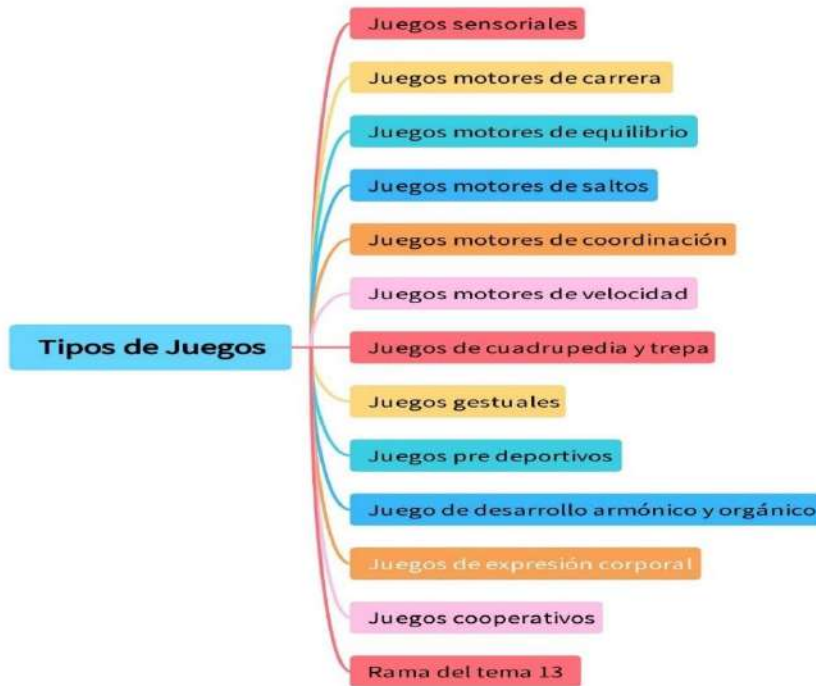 Juegos sensoriales
Juegos motores de carrera
Juegos motores de equilibrio
Juegos motores de saltos
Juegos motores de coordinación
Juegos motores de velocidad
Tipos de Juegos
Juegos de cuadrupedia y trepa
Juegos gestuales
Juegos pre deportivos
Juego de desarrollo armónico y orgánico
Juegos de expresión corporal
Juegos cooperativos
Rama del tema 13